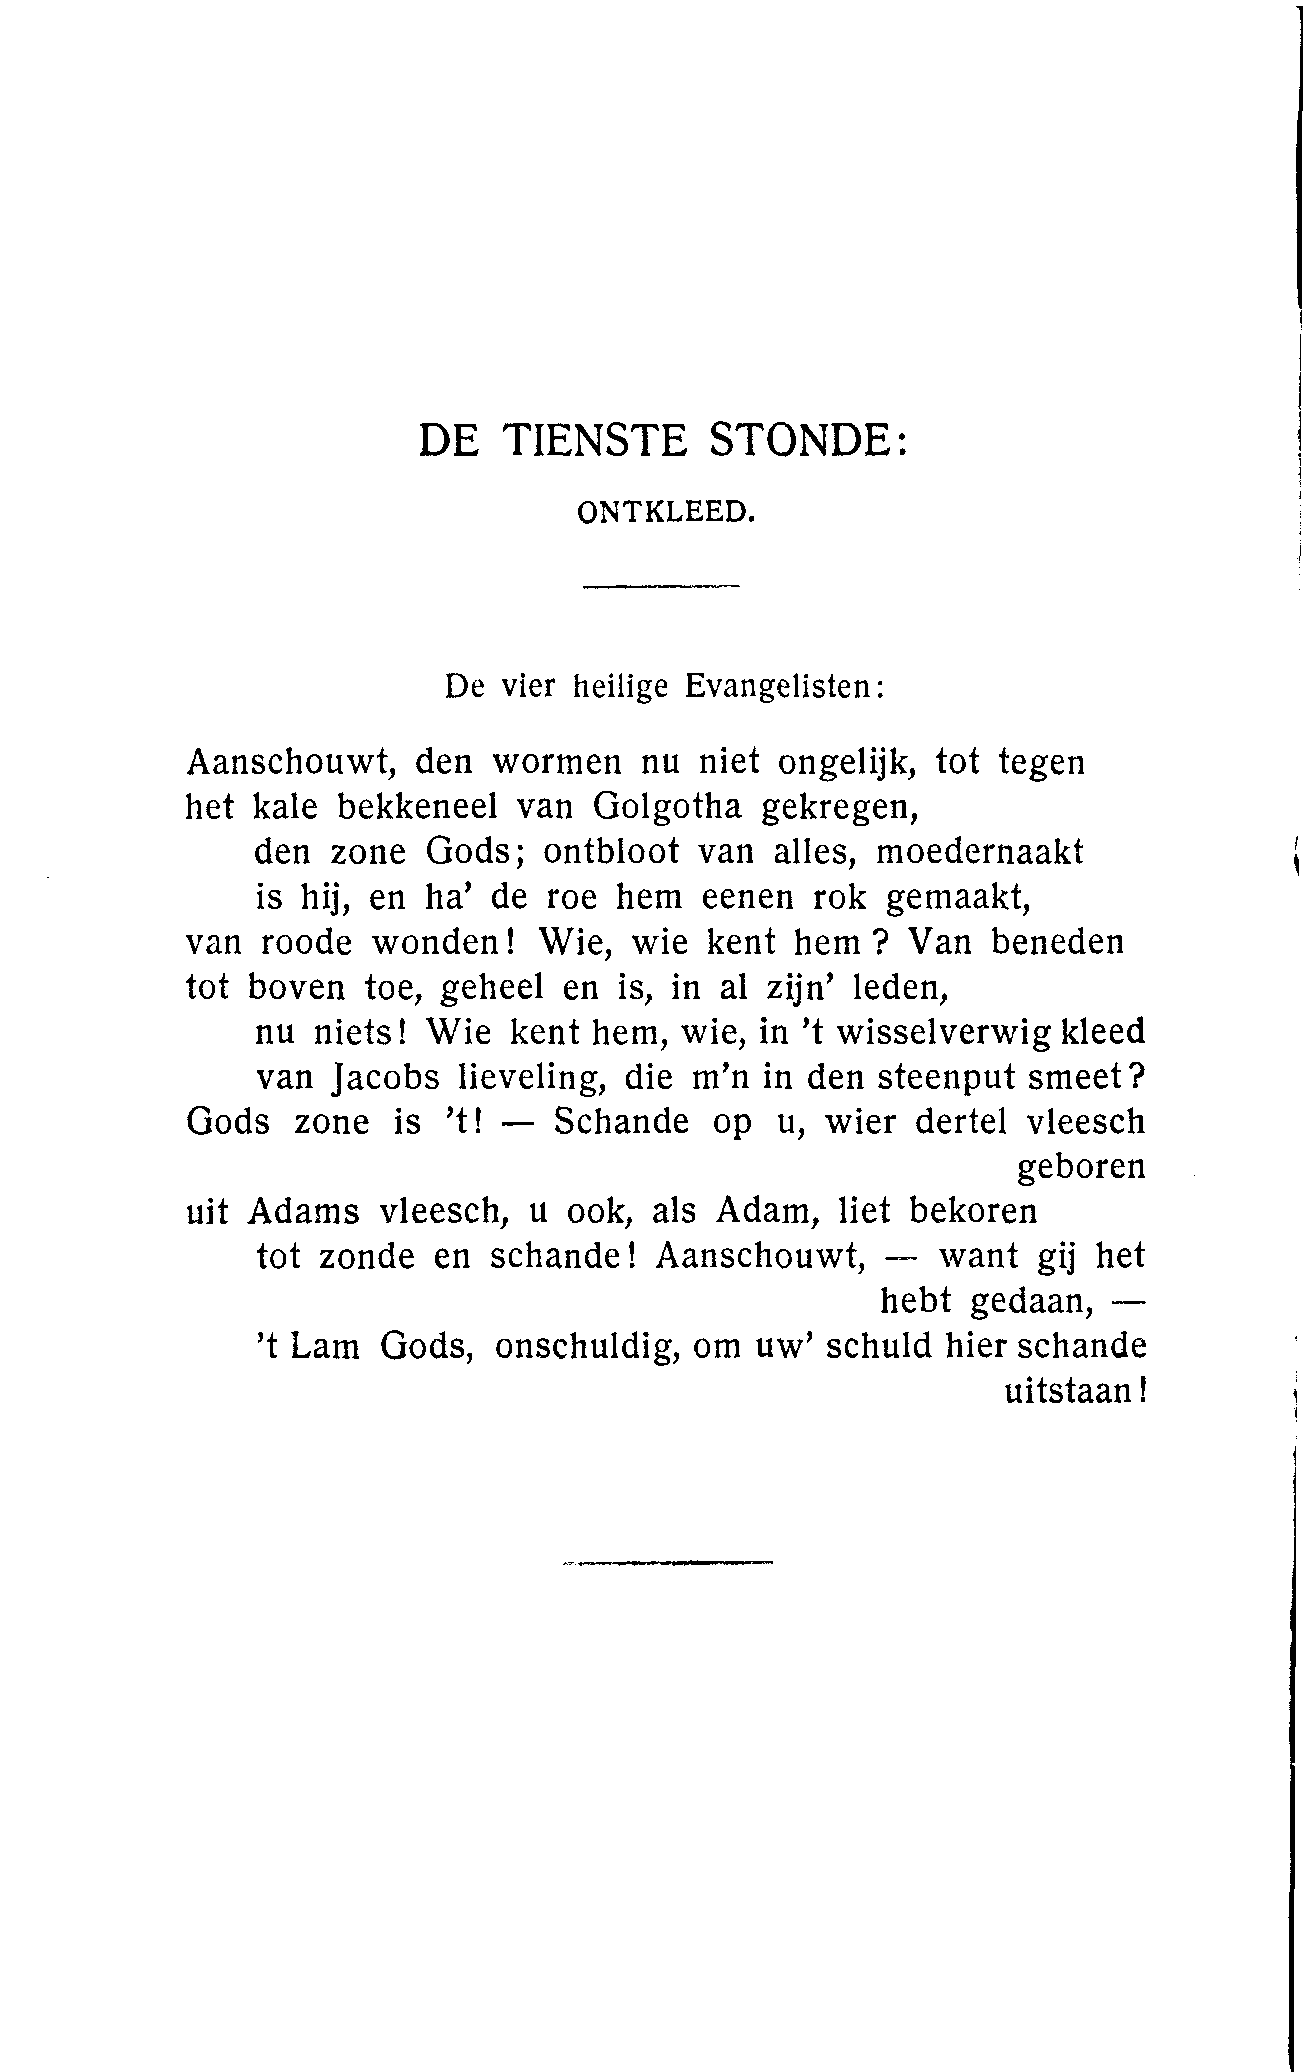 DE TIENSTE STONDE:
ONTKLEED.
De vier heilige Evangelisten:
Aanschouwt, den wormen nu niet ongelijk, tot tegen
het kale bekkeneel van Golgotha gekregen,
den zone Gods; ontbloot van alles, moedernaakt
is hij, en ha' de roe hem eenen rok gemaakt,
van roode wonden! Wie, wie kent hem? Van beneden
tot boven toe, geheel en is, in al zijn' leden,
nu niets! Wie kent hem, wie, in 't wisselverwig kleed
van Jacobs lieveling, die m'n in den steenput smeet?
Gods zone is 't! — Schande op u, wier dertel vleesch
geboren
uit Adams vleesch, u ook, als Adam, liet bekoren
tot zonde en schande! Aanschouwt, — want gij het
hebt gedaan, —
't Lam Gods, onschuldig, om uw' schuld hier schande
uitstaan!